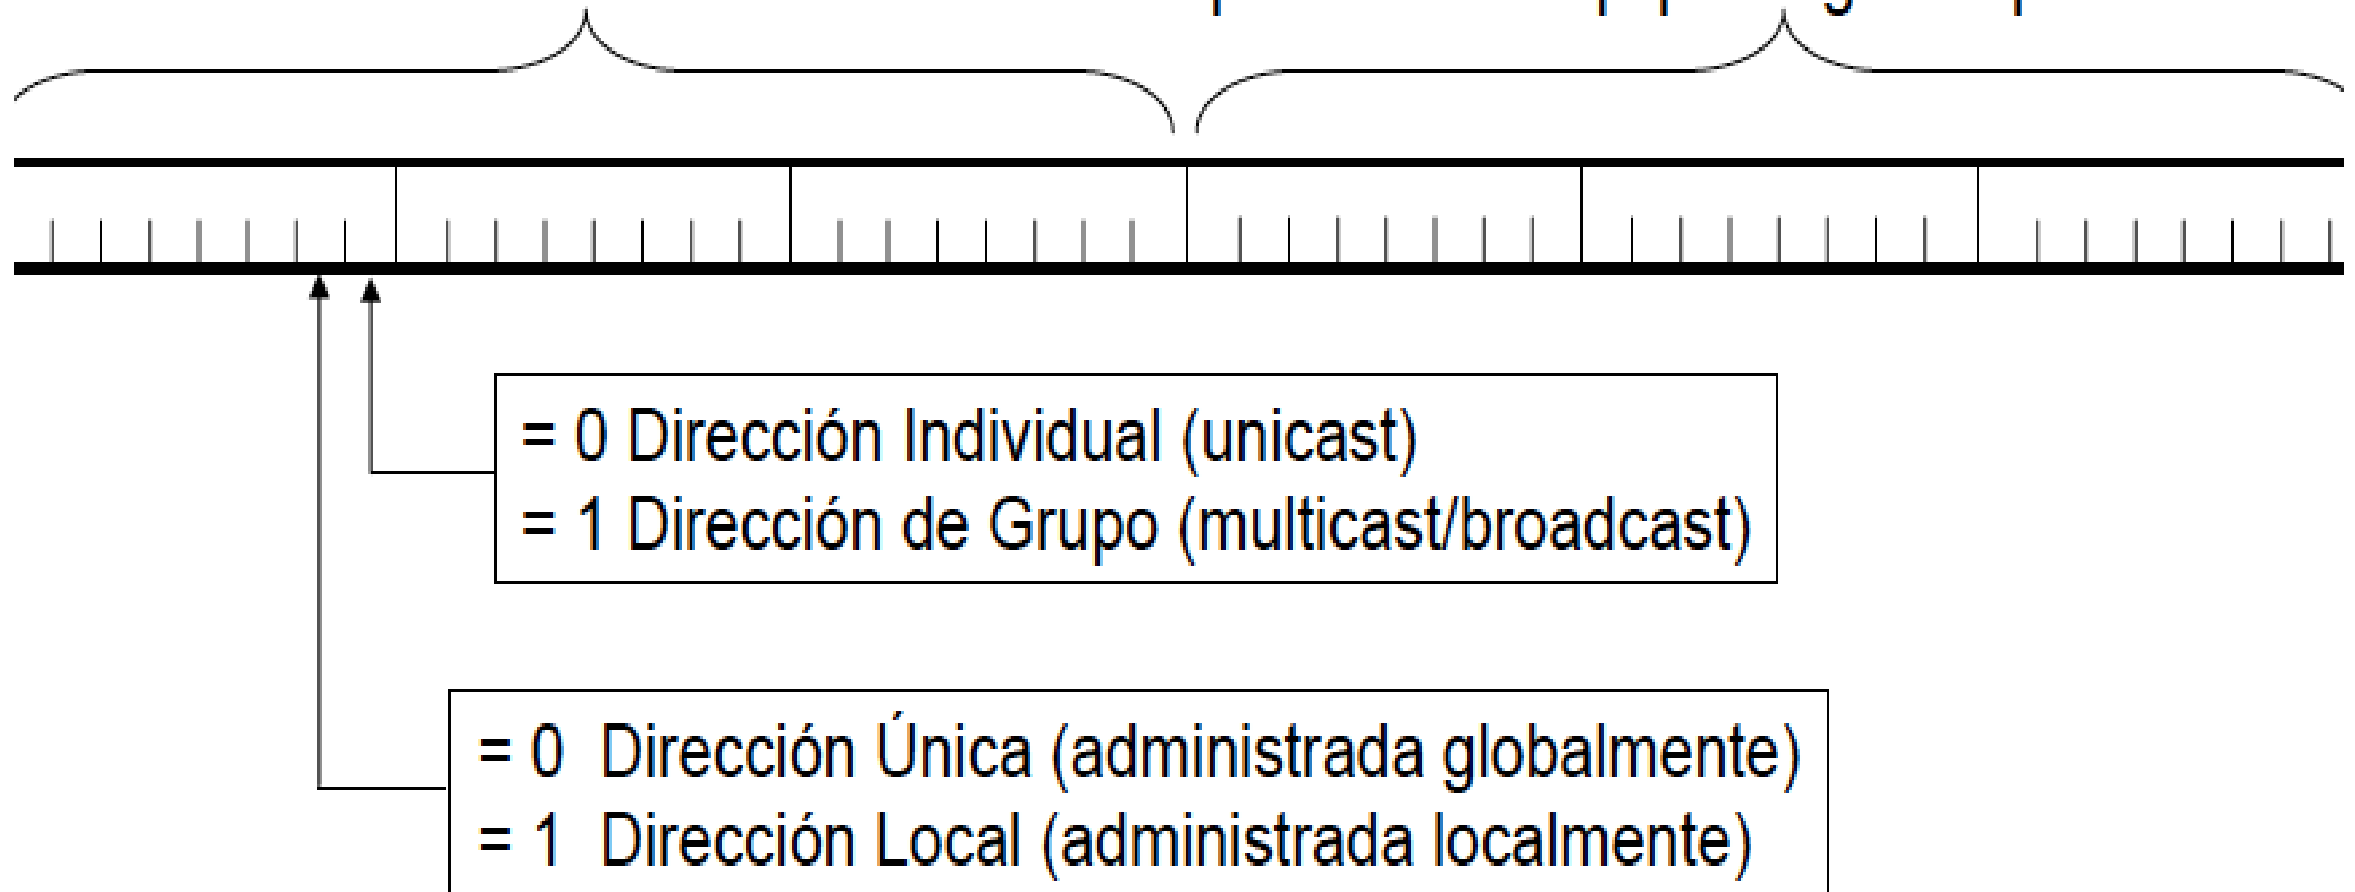 = 0 Dirección Individual (unicast)
= 1 Dirección de Grupo (multicast/broadcast)
= 0 Dirección Única (administrada globalmente)
= 1 Dirección Local (administrada localmente)